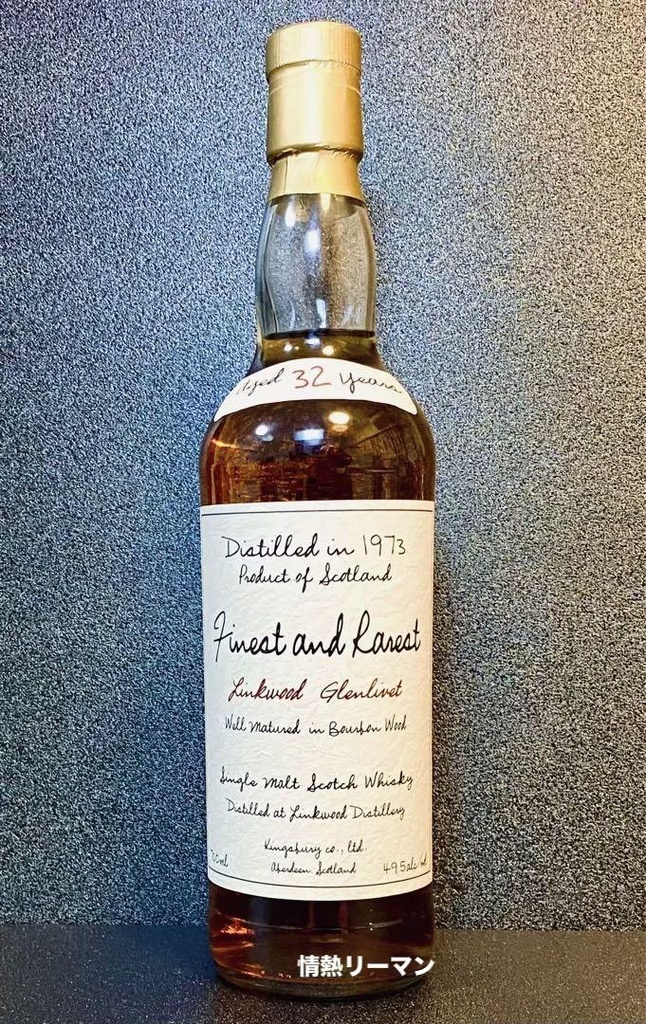 Aged 32 Years
Distilled in 1973
Product of Scotland
Finest and Rarest
Linkwood Glenlivet
Well Matured in Bourbon Wood
Single Malt Scotch Whisky
Distilled at Linkwood Distillery
Kingsbury co., ltd.
Aberdeen. Scotland
70cl 49.5alc/vol
情熱リーマン